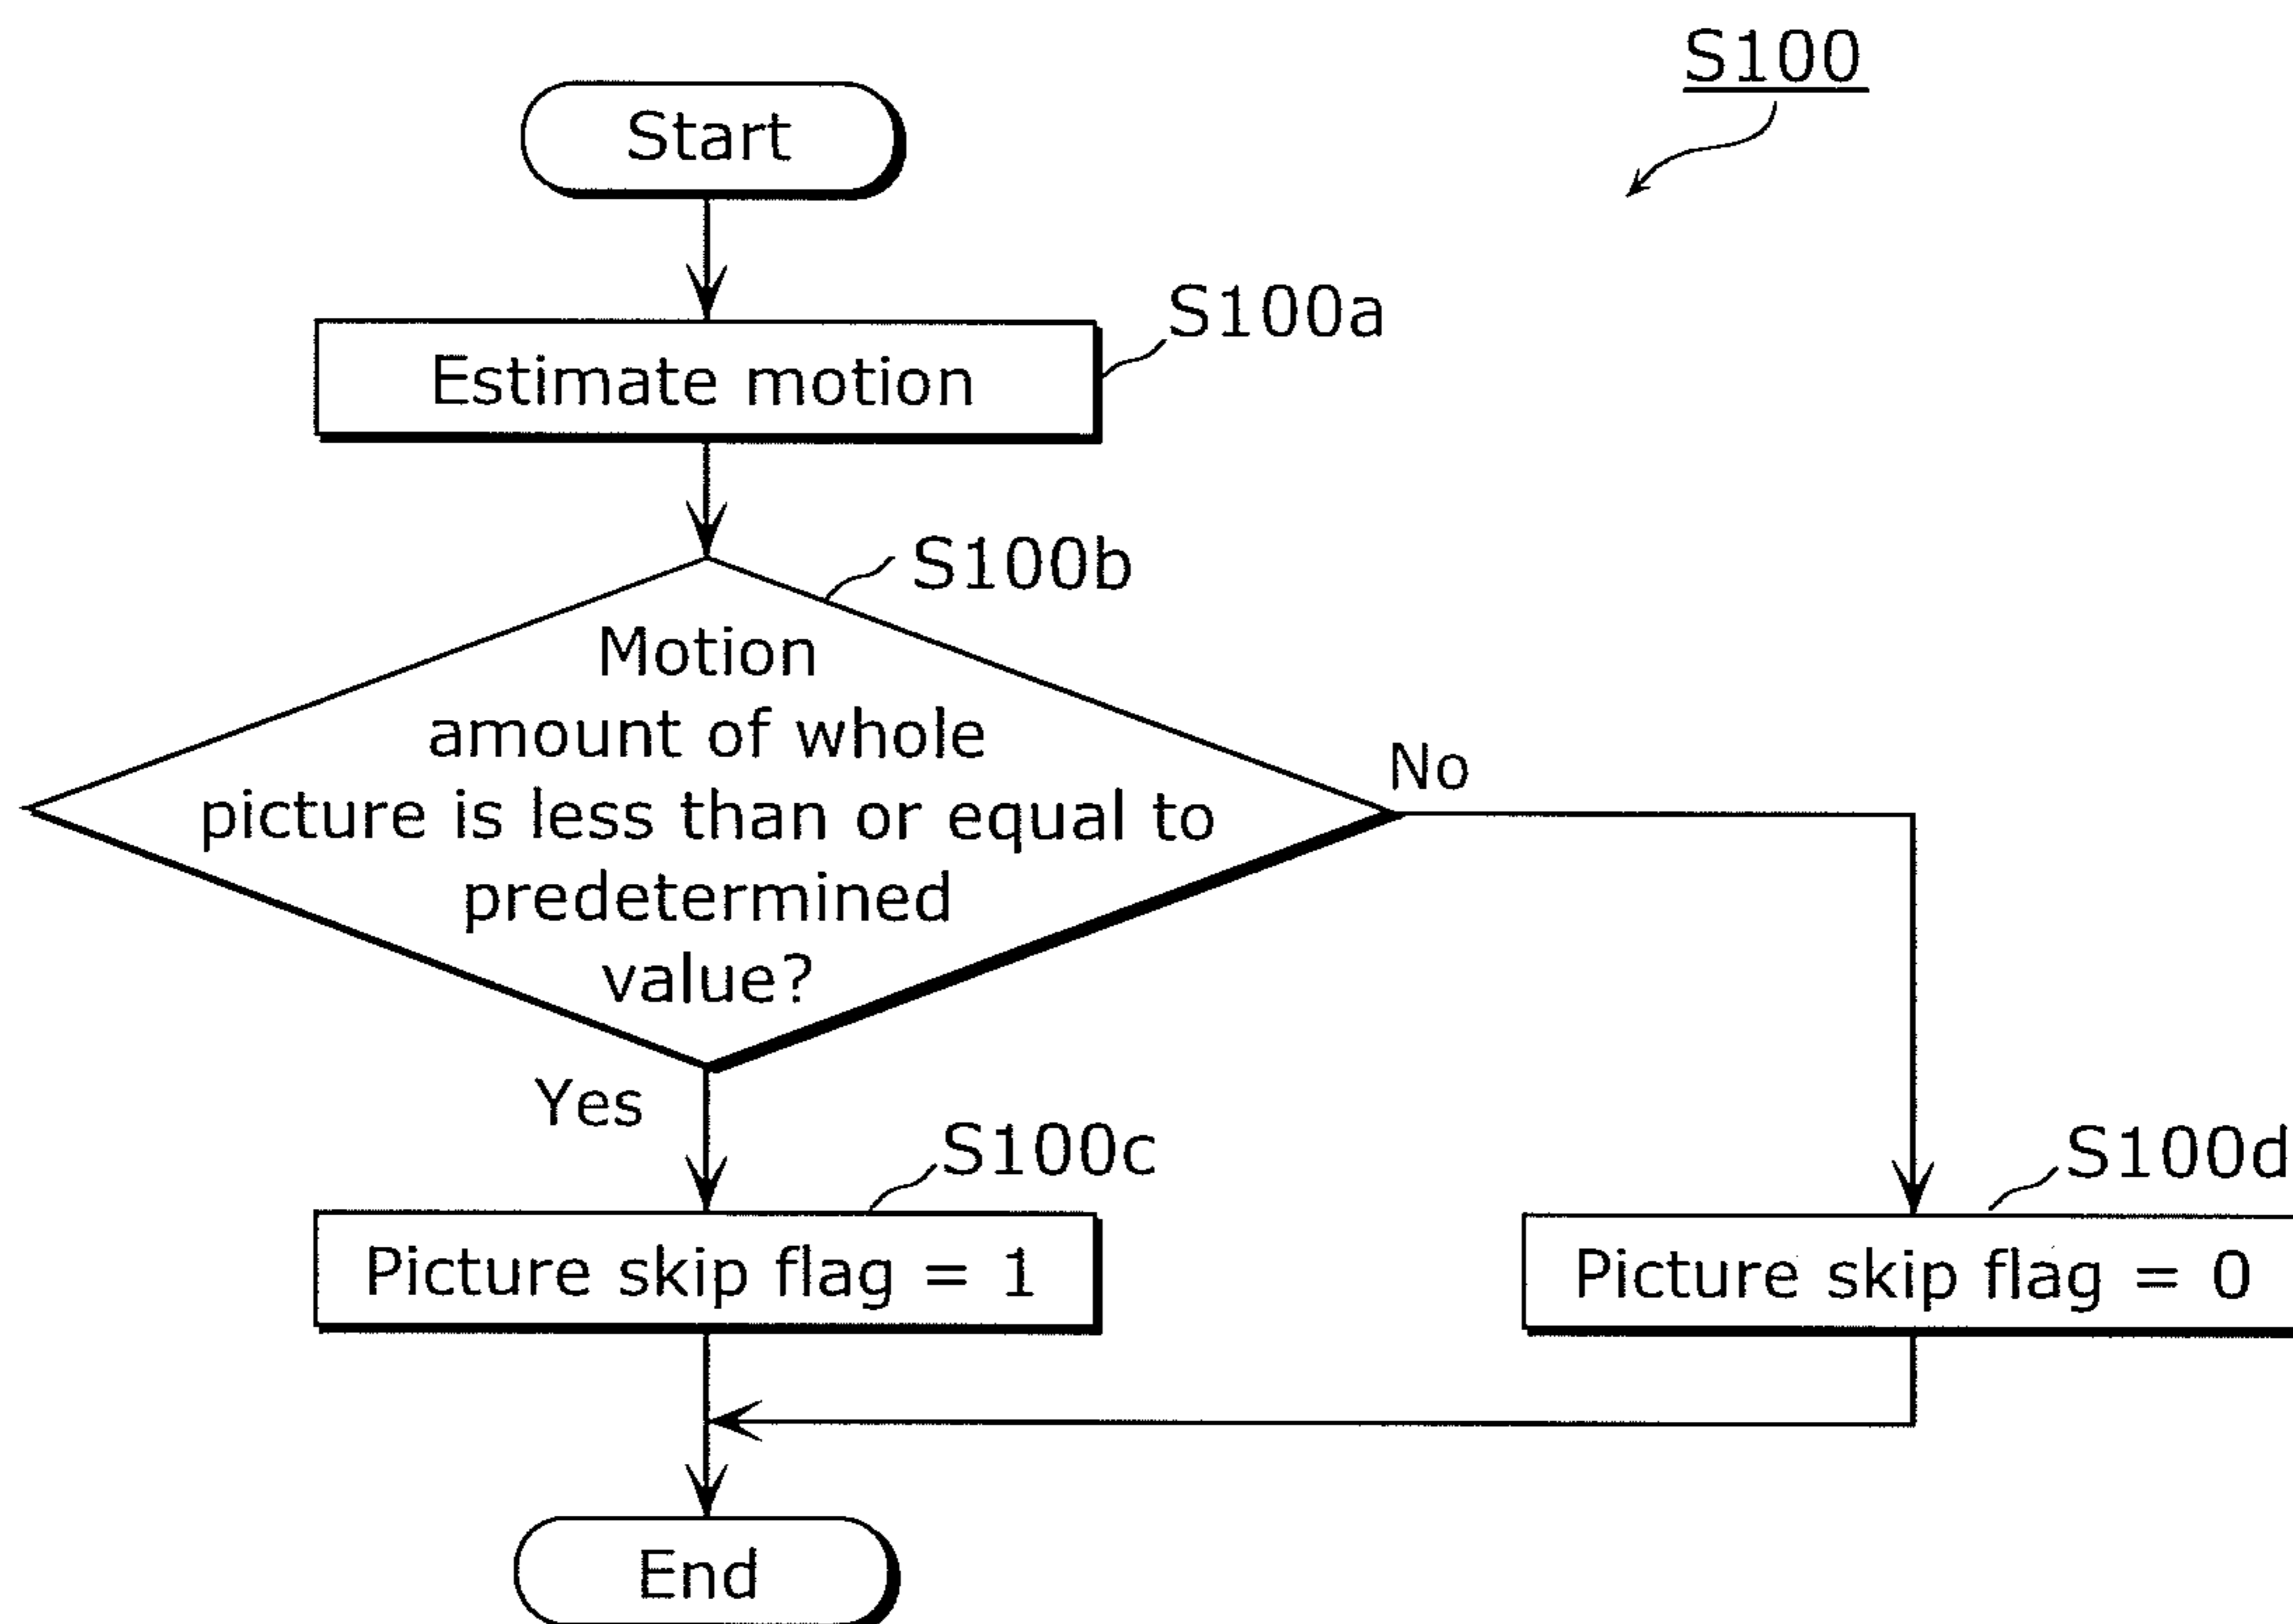 S100
Start
S100a
Estimate motion
S100b
Motion
amount of whole
picture is less than or equal to
predetermined
value?
No
Yes
S100c
Picture skip flag = 1
S100d
Picture skip flag = 0
End